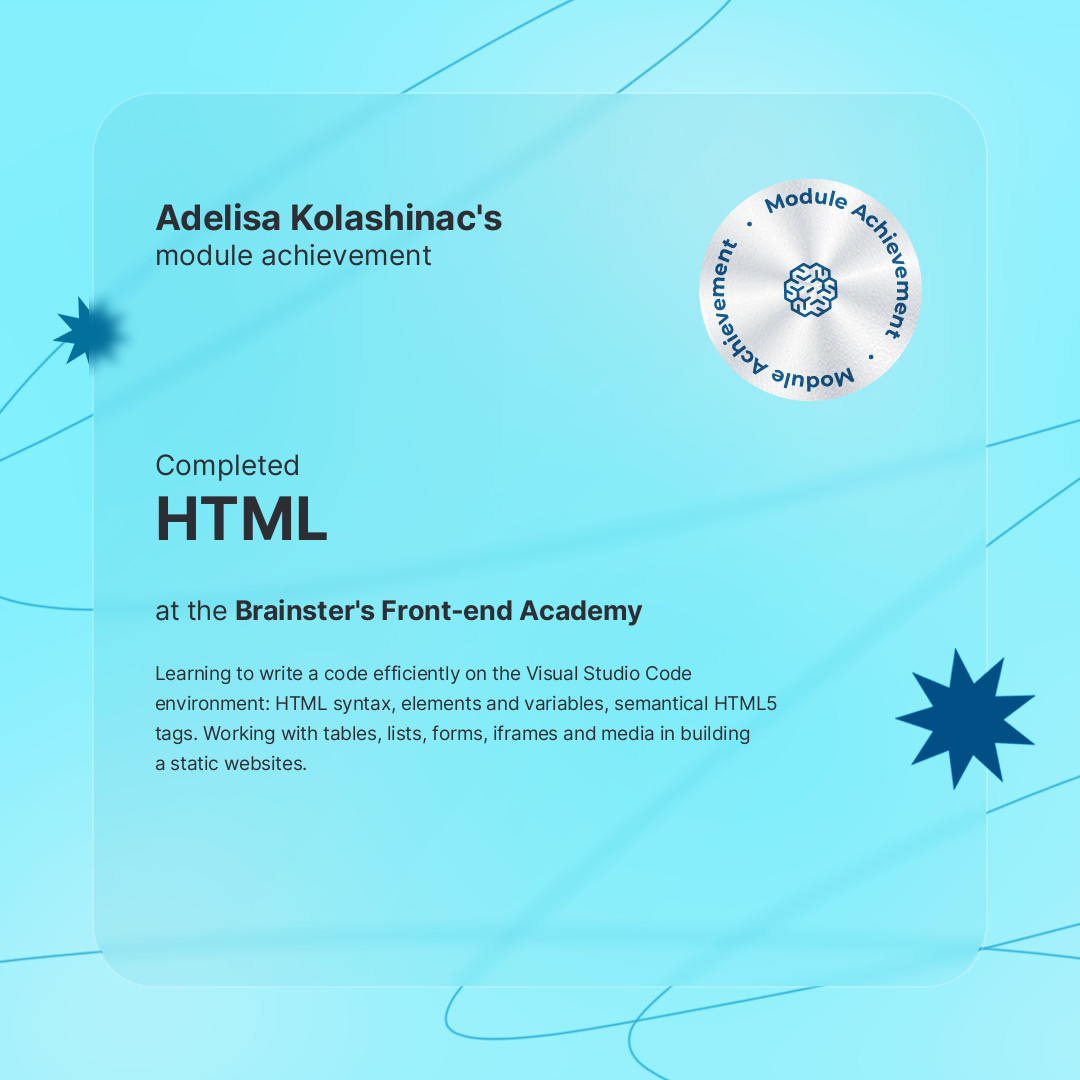 Adelisa Kolashinac's
module achievement
Module Achievement • Module Achievement •
Completed
HTML
at the Brainster's Front-end Academy
Learning to write a code efficiently on the Visual Studio Code
environment: HTML syntax, elements and variables, semantical HTML5
tags. Working with tables, lists, forms, iframes and media in building
a static websites.